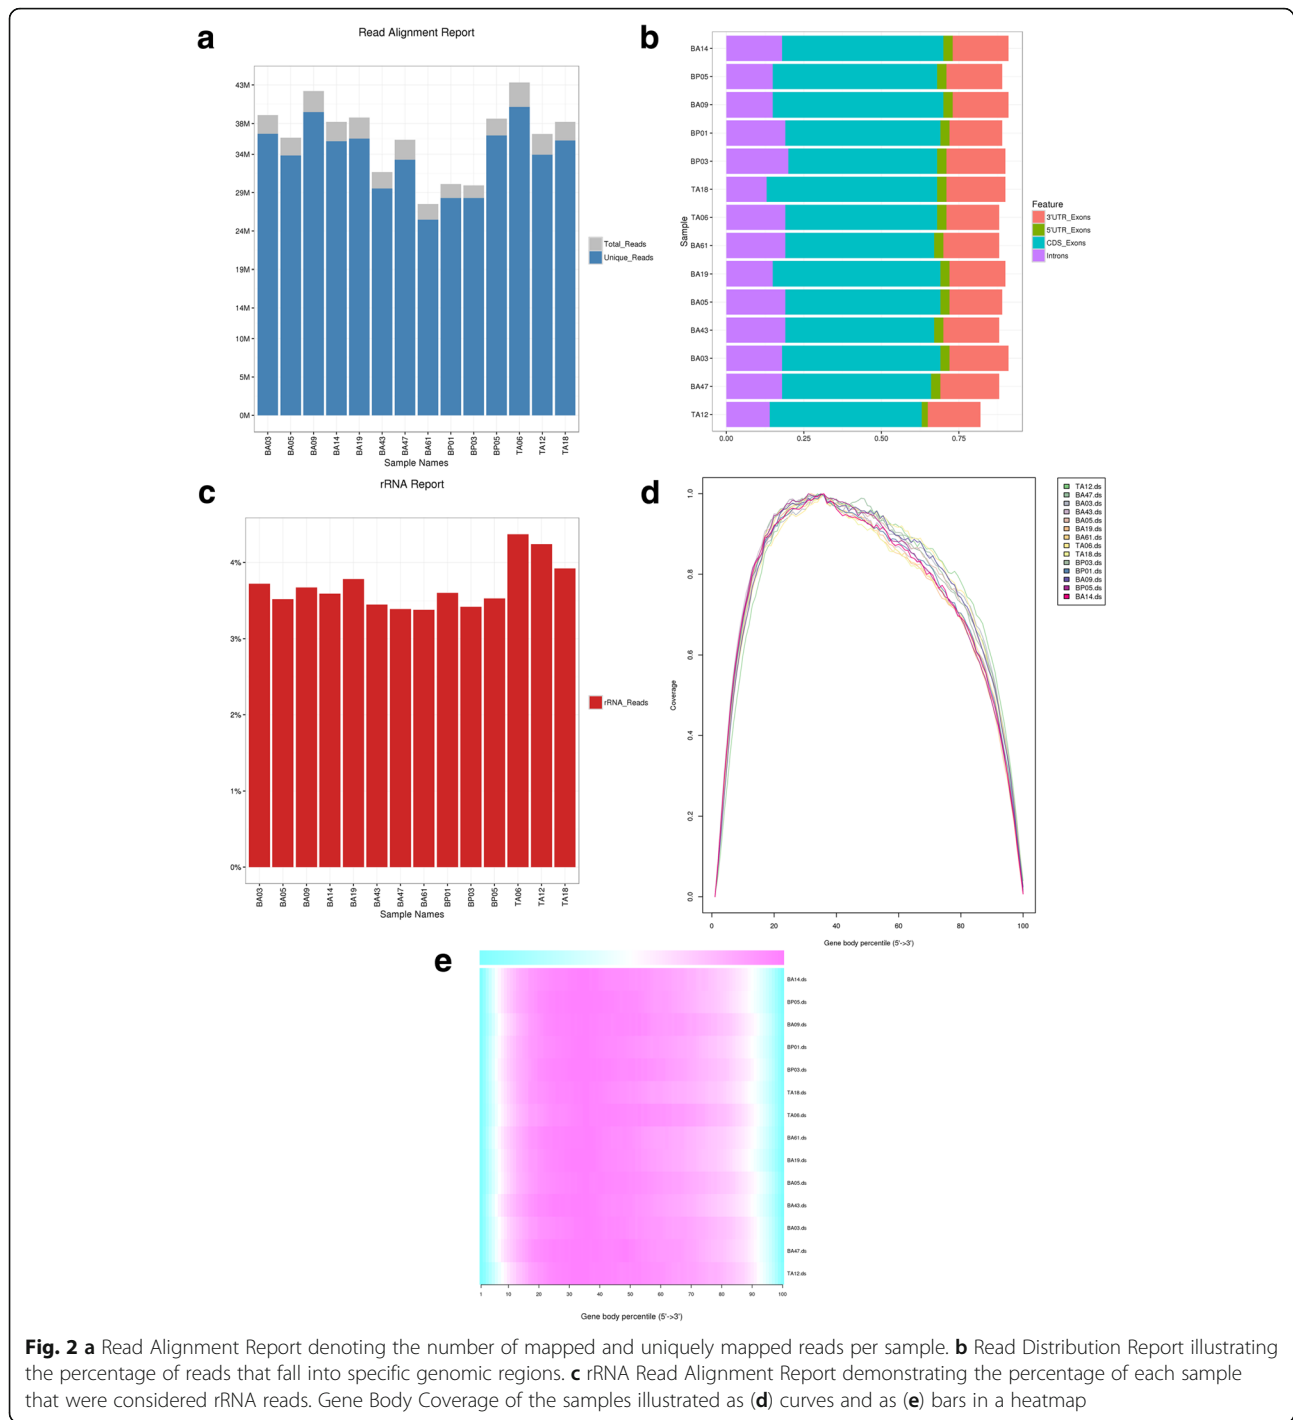 a
Read Alignment Report
43M
38M
34M
29M
24M
19M
14M
10M
5M
0M
BA03
BA05
BA09
BA14
BA19
BA43
BA47
BA61
BP01
BP03
BP05
TA06
TA12
TA18
Sample Names
Total_Reads
Unique_Reads
b
Sample
BA14
BP05
BA09
BP01
BP03
TA18
TA06
BA61
BA19
BA05
BA43
BA03
BA47
TA12
0.00
0.25
0.50
0.75
Feature
3'UTR_Exons
5'UTR_Exons
CDS_Exons
Introns
c
rRNA Report
4%
3%
2%
1%
0%
BA03
BA05
BA09
BA14
BA19
BA43
BA47
BA61
BP01
BP03
BP05
TA06
TA12
TA18
Sample Names
rRNA_Reads
d
Coverage
1.0
0.8
0.6
0.4
0.2
0.0
0
20
40
60
80
100
Gene body percentile (5'->3')
TA12.ds
BA47.ds
BA03.ds
BA43.ds
BA05.ds
BA19.ds
BA61.ds
TA06.ds
TA18.ds
BP03.ds
BP01.ds
BA09.ds
BP05.ds
BA14.ds
e
BA14.ds
BP05.ds
BA09.ds
BP01.ds
BP03.ds
TA18.ds
TA06.ds
BA61.ds
BA19.ds
BA05.ds
BA43.ds
BA03.ds
BA47.ds
TA12.ds
1
10
20
30
40
50
60
70
80
90
100
Gene body percentile (5'->3')
Fig. 2 a Read Alignment Report denoting the number of mapped and uniquely mapped reads per sample. b Read Distribution Report illustrating
the percentage of reads that fall into specific genomic regions. c rRNA Read Alignment Report demonstrating the percentage of each sample
that were considered rRNA reads. Gene Body Coverage of the samples illustrated as (d) curves and as (e) bars in a heatmap